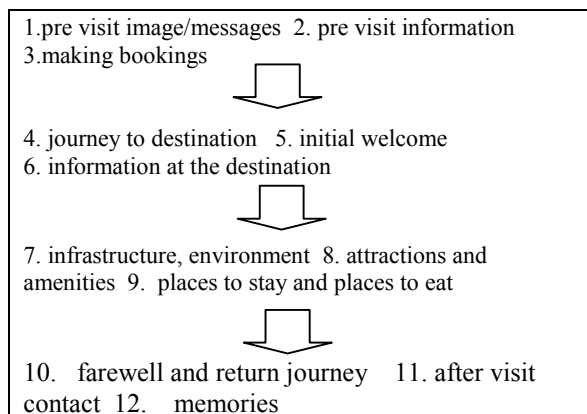 1.pre visit image/messages 2. pre visit information
3.making bookings
4. journey to destination 5. initial welcome
6. information at the destination
7. infrastructure, environment 8. attractions and
amenities 9. places to stay and places to eat
10. farewell and return journey 11. after visit
contact 12. memories